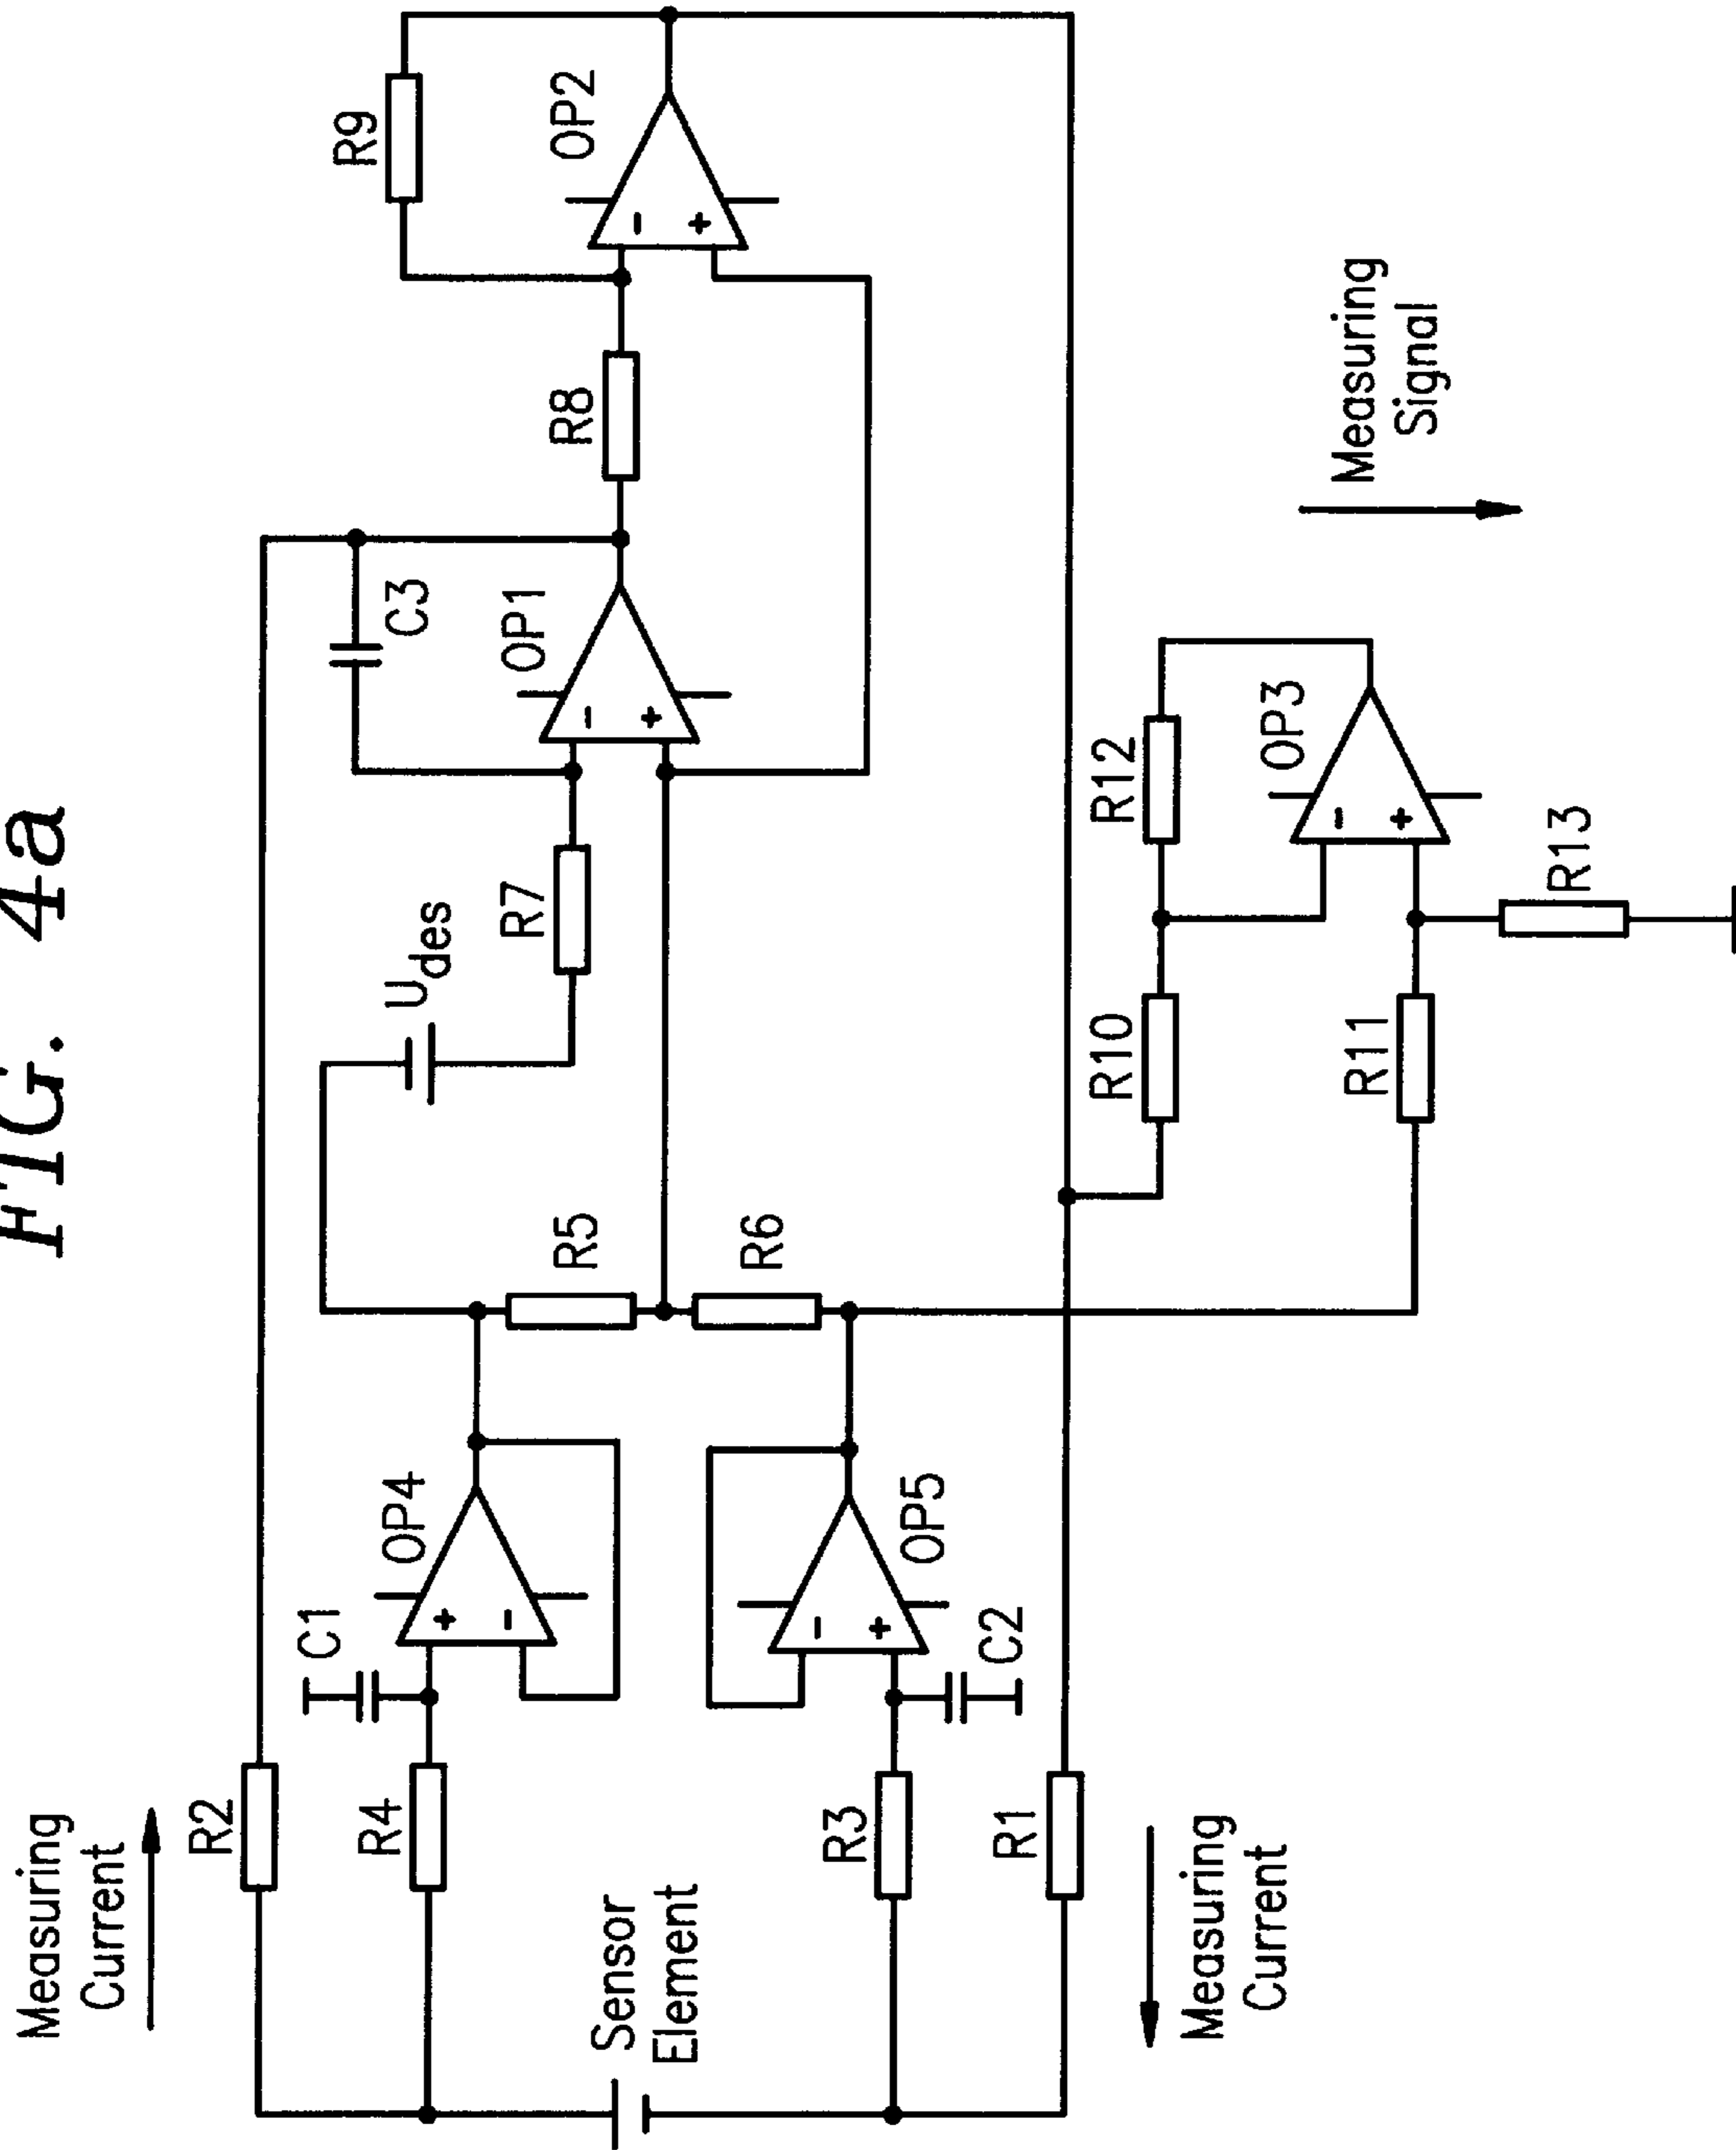 FIG. 4a
Measuring
Current
R2
R4
C1
OP4
Sensor
Element
R3
OP5
C2
R1
Measuring
Current
R5
R6
U des
R7
C3
OP1
R8
R9
OP2
R10
R12
OP3
R11
R13
Measuring
Signal
+
-
-
+
-
+
-
+
-
+